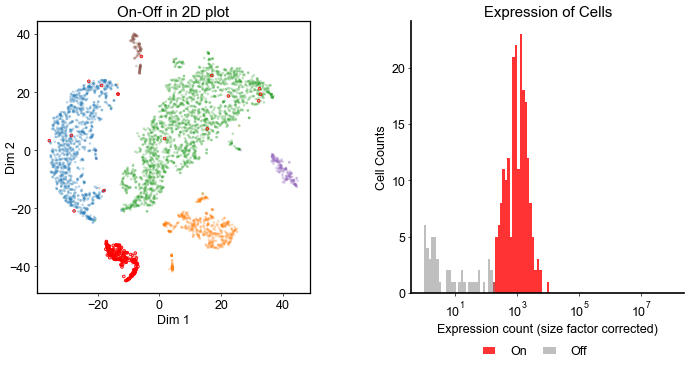 On-Off in 2D plot
Dim 2
40
20
0
−20
−40
−20 0 20 40
Dim 1
Expression of Cells
Cell Counts
20
15
10
5
0
10^1 10^3 10^5 10^7
Expression count (size factor corrected)
On Off